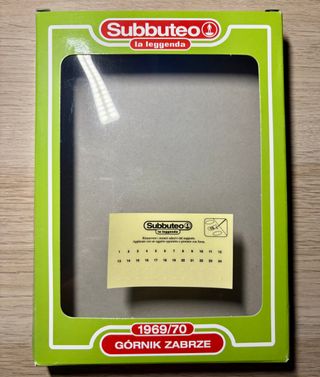 Subbuteo
la leggenda
Subbuteo
la leggenda
1 2 3 4 5 6 7 8 9 10 11 12
13 14 15 16 17 18 19 20 21 22 23 24
1969/70
GÓRNIK ZABRZE